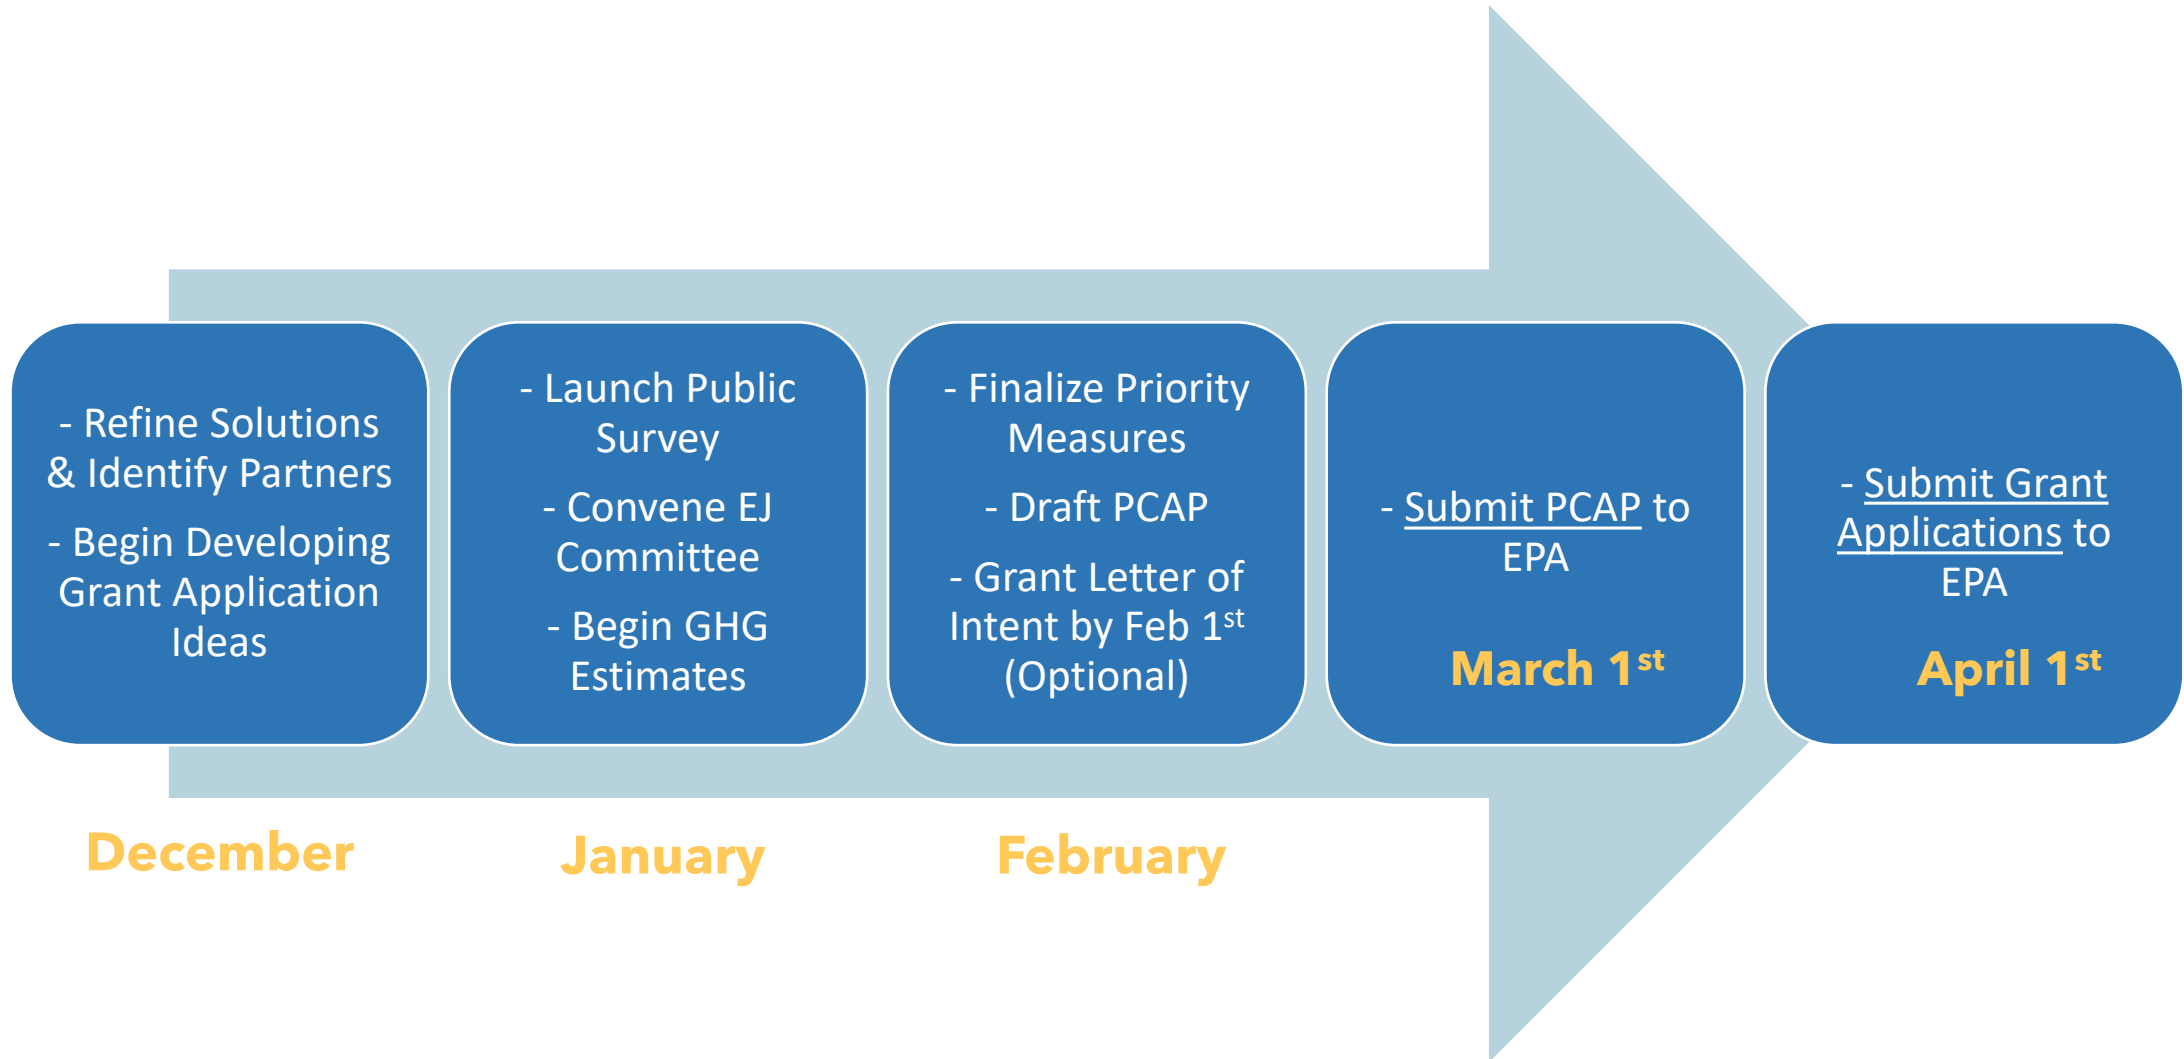 - Refine Solutions
& Identify Partners
- Begin Developing
Grant Application
Ideas
December
- Launch Public
Survey
- Convene EJ
Committee
- Begin GHG
Estimates
January
- Finalize Priority
Measures
- Draft PCAP
- Grant Letter of
Intent by Feb 1st
(Optional)
February
- Submit PCAP to
EPA
March 1st
- Submit Grant
Applications to
EPA
April 1st